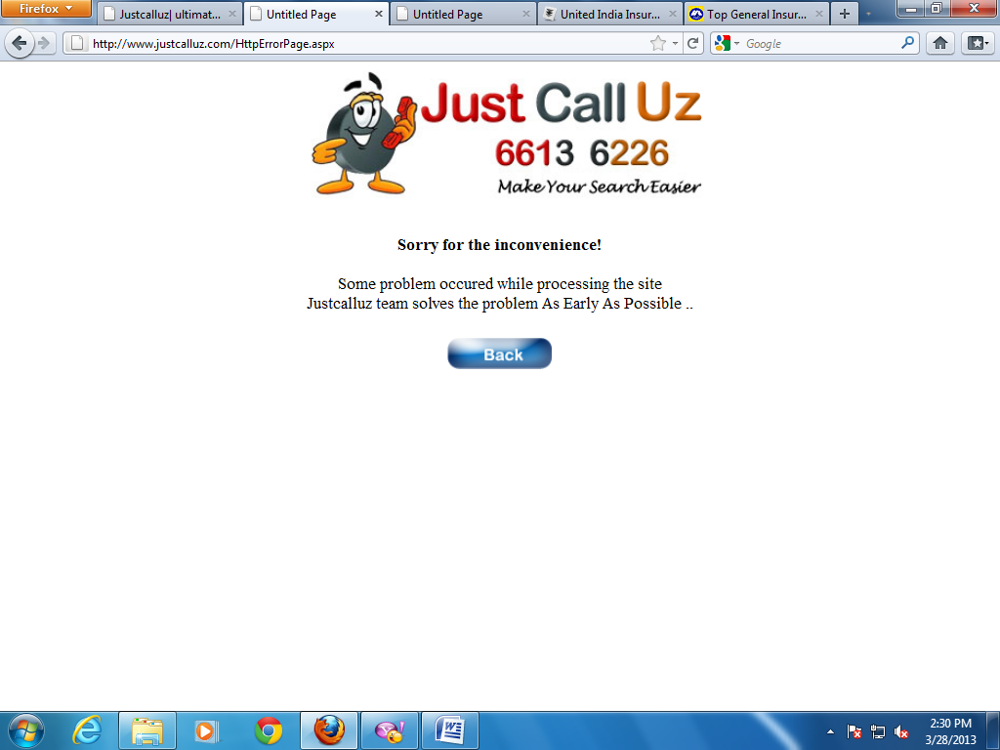 Firefox
Justcalluz| ultimat...
Untitled Page
Untitled Page
United India Insur...
Top General Insur...
http://www.justcalluz.com/HttpErrorPage.aspx
Google
Just Call Uz
6613 6226
Make Your Search Easier
Sorry for the inconvenience!
Some problem occured while processing the site
Justcalluz team solves the problem As Early As Possible ..
Back
2:30 PM
3/28/2013